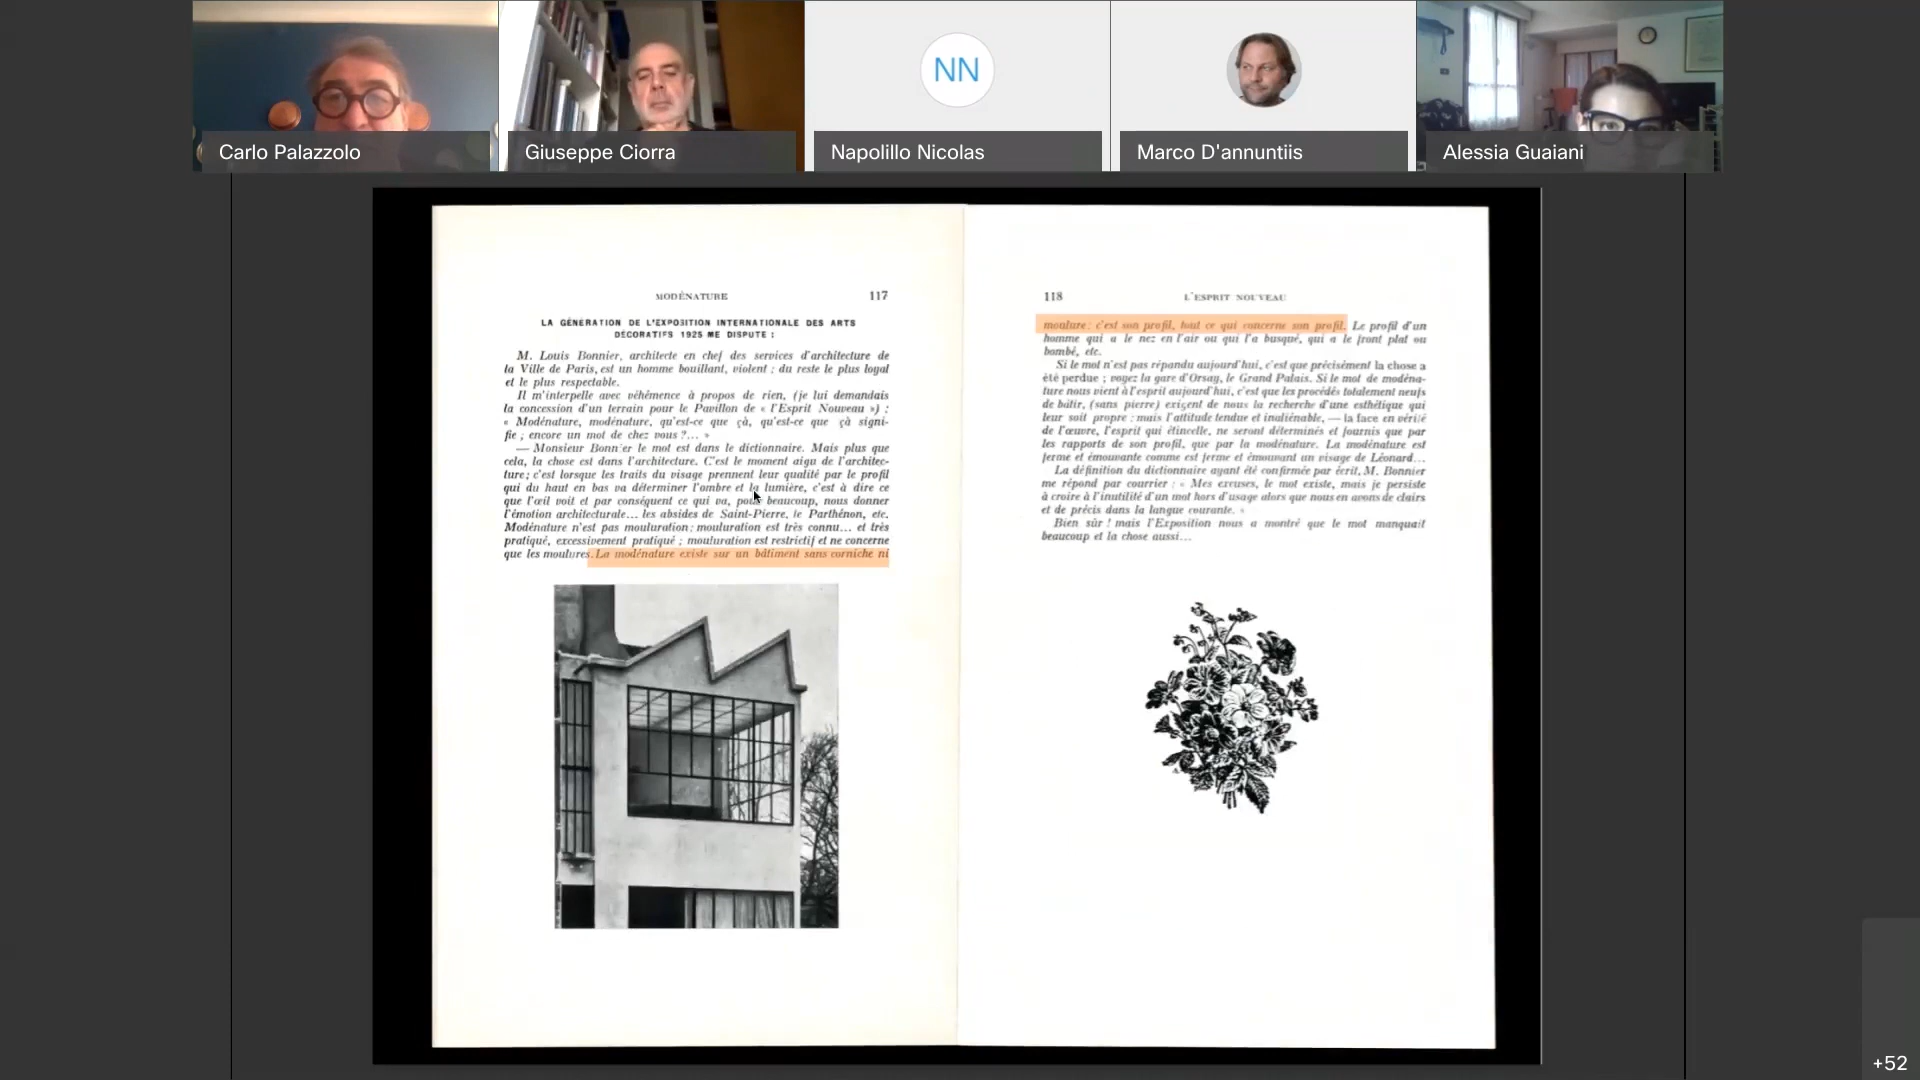 Carlo Palazzolo
Giuseppe Ciorra
NN
Napolillo Nicolas
Marco D'annuntiis
Alessia Guaiani
MODÉNATURE 117
LA GÉNÉRATION DE L'EXPOSITION INTERNATIONALE DES ARTS
DÉCORATIFS 1925 ME DISPUTE :
M. Louis Bonnier, architecte en chef des services d'architecture de
la Ville de Paris, est un homme bouillant, violent ; du reste le plus loyal
et le plus respectable.
Il m'interpelle avec véhémence à propos de rien, (je lui demandais
la concession d'un terrain pour le Pavillon de « l'Esprit Nouveau ») :
« Modénature, modénature, qu'est-ce que çà, qu'est-ce que çà signi-
fie ; encore un mot de chez vous ?... »
— Monsieur Bonnier le mot est dans le dictionnaire. Mais plus que
cela, la chose est dans l'architecture. C'est le moment aigu de l'architec-
ture; c'est lorsque les traits du visage prennent leur qualité par le profil
qui du haut en bas va déterminer l'ombre et la lumière, c'est à dire ce
que l'œil voit et par conséquent ce qui va, pour beaucoup, nous donner
l'émotion architecturale... les absides de Saint-Pierre, le Parthénon, etc.
Modénature n'est pas mouluration; mouluration est très connu... et très
pratiqué, excessivement pratiqué ; mouluration est restrictif et ne concerne
que les moulures. La modénature existe sur un bâtiment sans corniche ni
118 L'ESPRIT NOUVEAU
moulure: c'est son profil, tout ce qui concerne son profil. Le profil d'un
homme qui a le nez en l'air ou qui l'a busqué, qui a le front plat ou
bombé, etc.
Si le mot n'est pas répandu aujourd'hui, c'est que précisément la chose a
été perdue ; voyez la gare d'Orsay, le Grand Palais. Si le mot de modéna-
ture nous vient à l'esprit aujourd'hui, c'est que les procédés totalement neufs
de bâtir, (sans pierre) exigent de nous la recherche d'une esthétique qui
leur soit propre ; mais l'attitude tendue et inaliénable, — la face en vérité
de l'œuvre, l'esprit qui étincelle, ne seront déterminés et fournis que par
les rapports de son profil, que par la modénature. La modénature est
ferme et émouvante comme est ferme et émouvant un visage de Léonard...
La définition du dictionnaire ayant été confirmée par écrit, M. Bonnier
me répond par courrier : « Mes excuses, le mot existe, mais je persiste
à croire à l'inutilité d'un mot hors d'usage alors que nous en avons de clairs
et de précis dans la langue courante. »
Bien sûr ! mais l'Exposition nous a montré que le mot manquait
beaucoup et la chose aussi...
+52